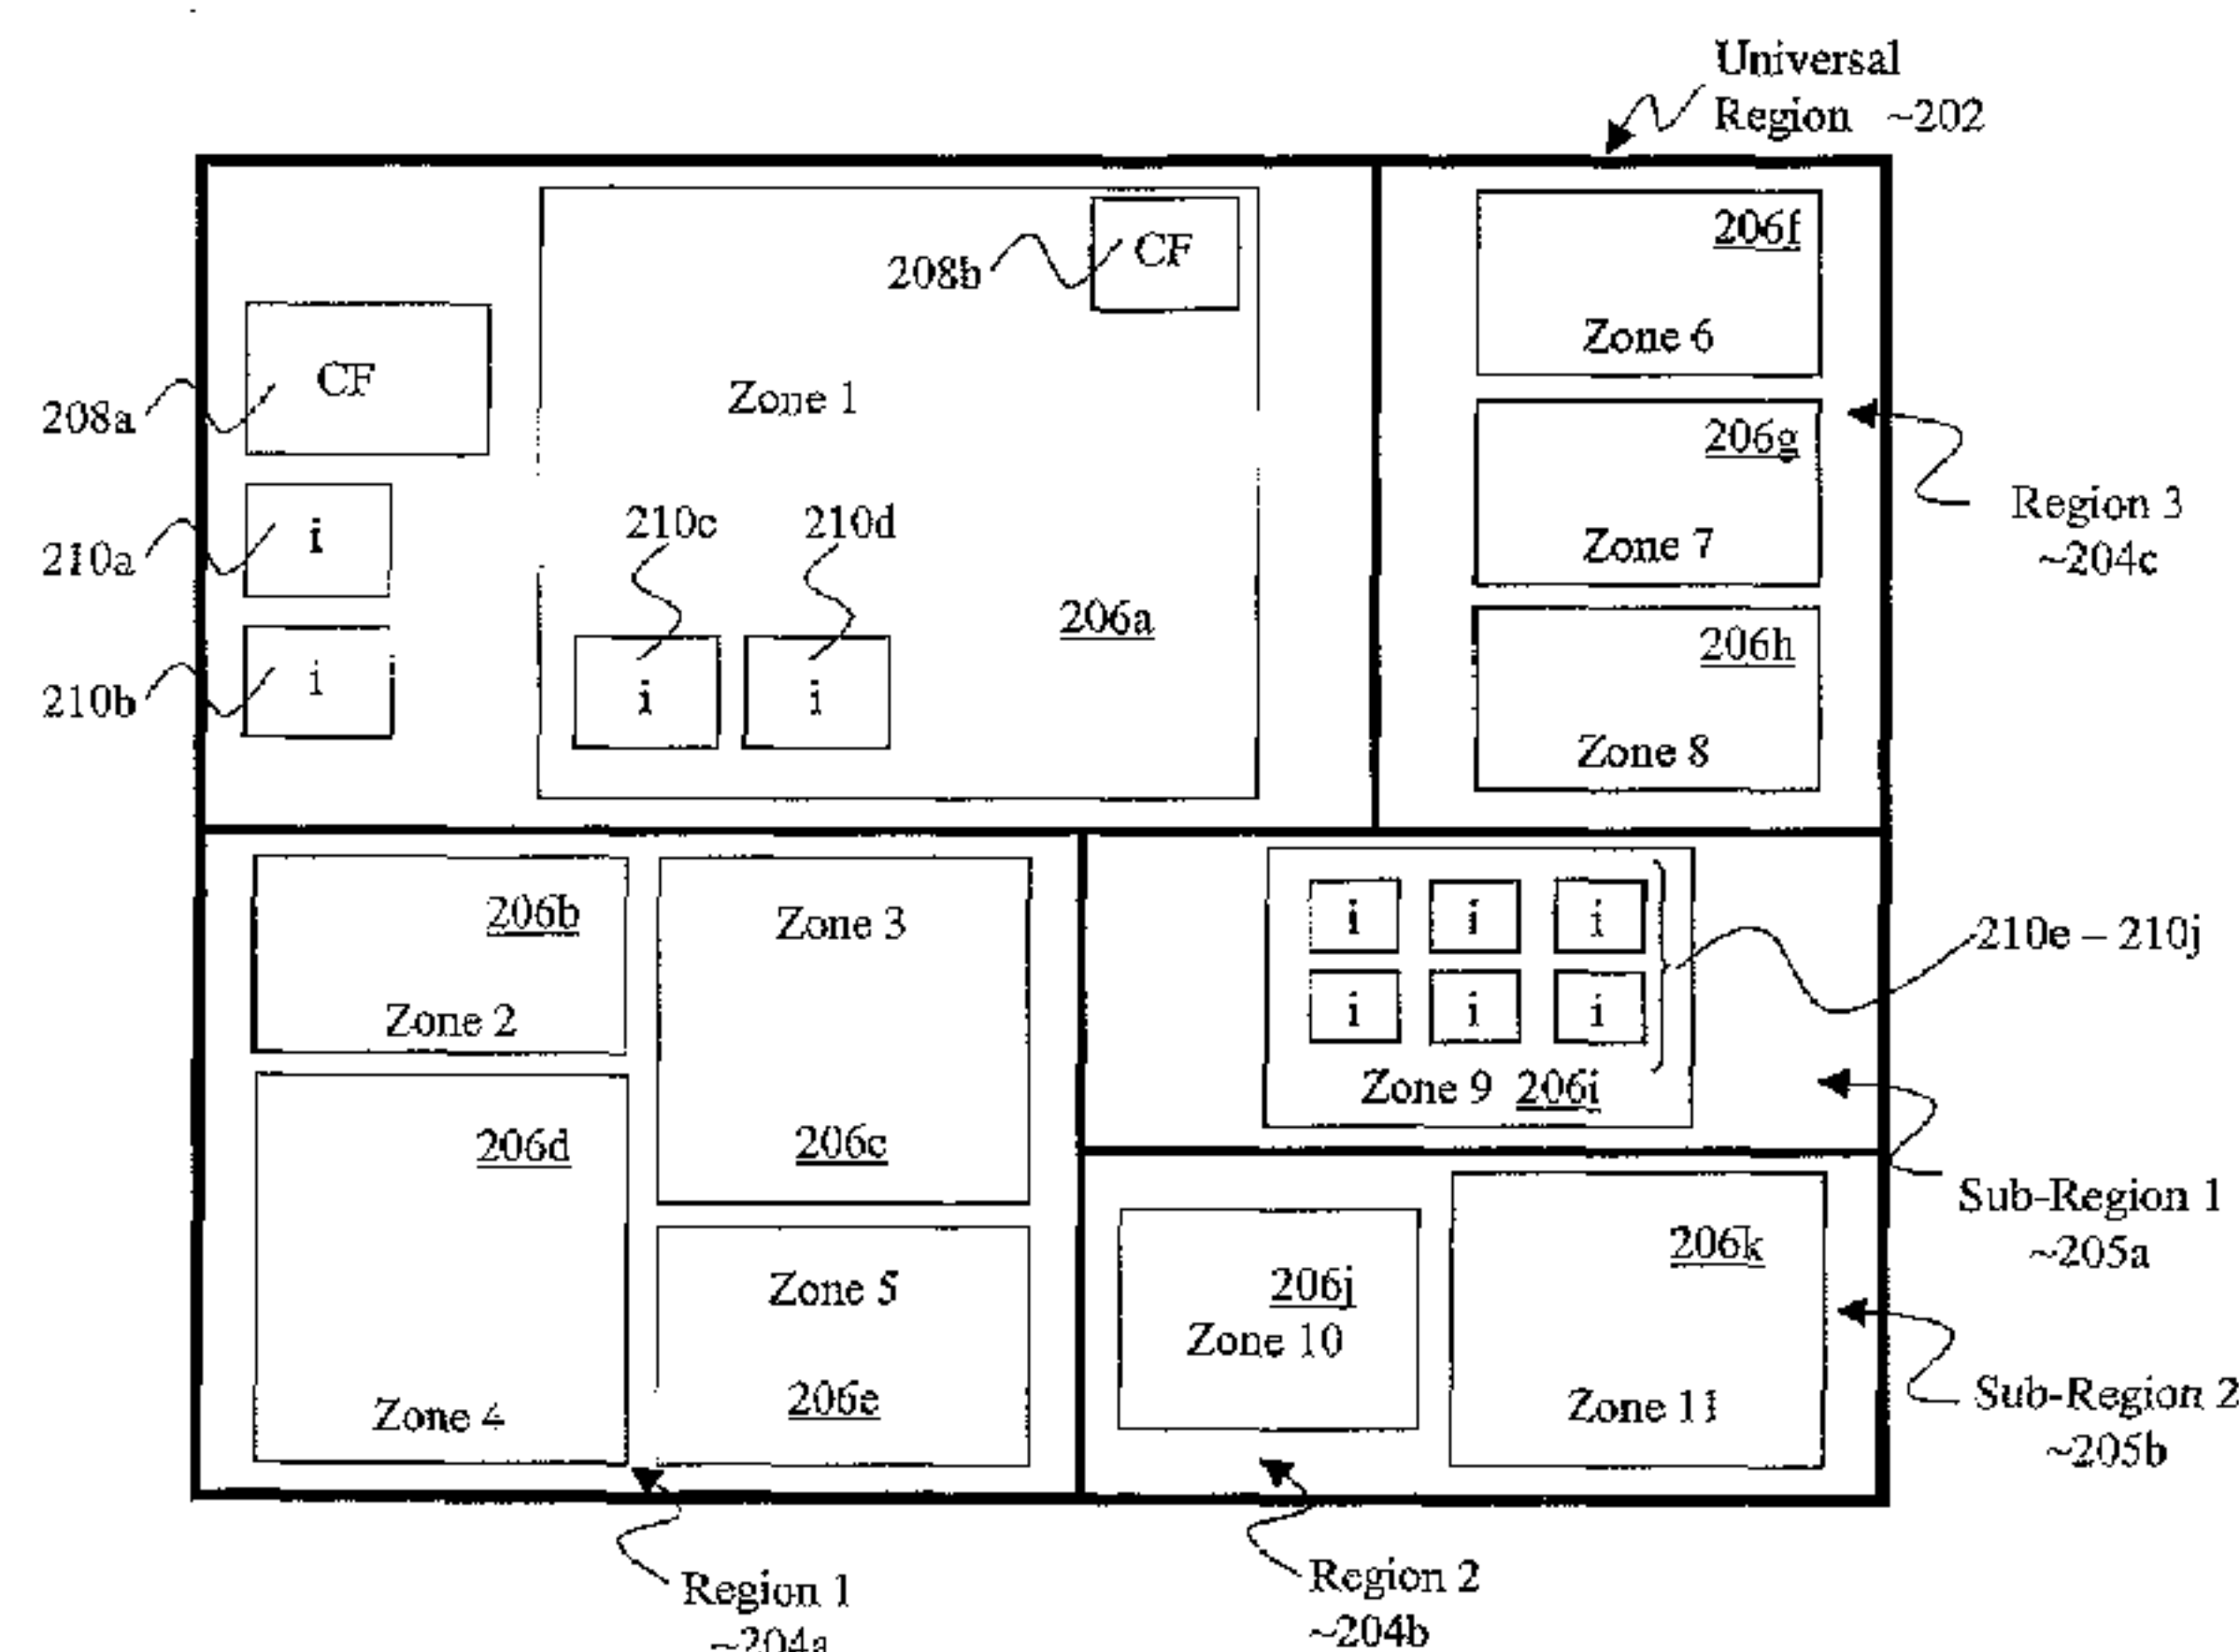 Universal
Region ~202
208b
CF
206f
Zone 6
CF
208a
Zone 1
206g
Zone 7
Region 3
~204c
210a
i
210c
210d
206a
206h
Zone 8
210b
i
i
i
206b
Zone 2
Zone 3
206c
i i i
i i i
Zone 9 206i
210e – 210j
206d
Zone 4
Zone 5
206e
Sub-Region 1
~205a
206j
Zone 10
206k
Zone 11
Sub-Region 2
~205b
Region 1
~204a
Region 2
~204b